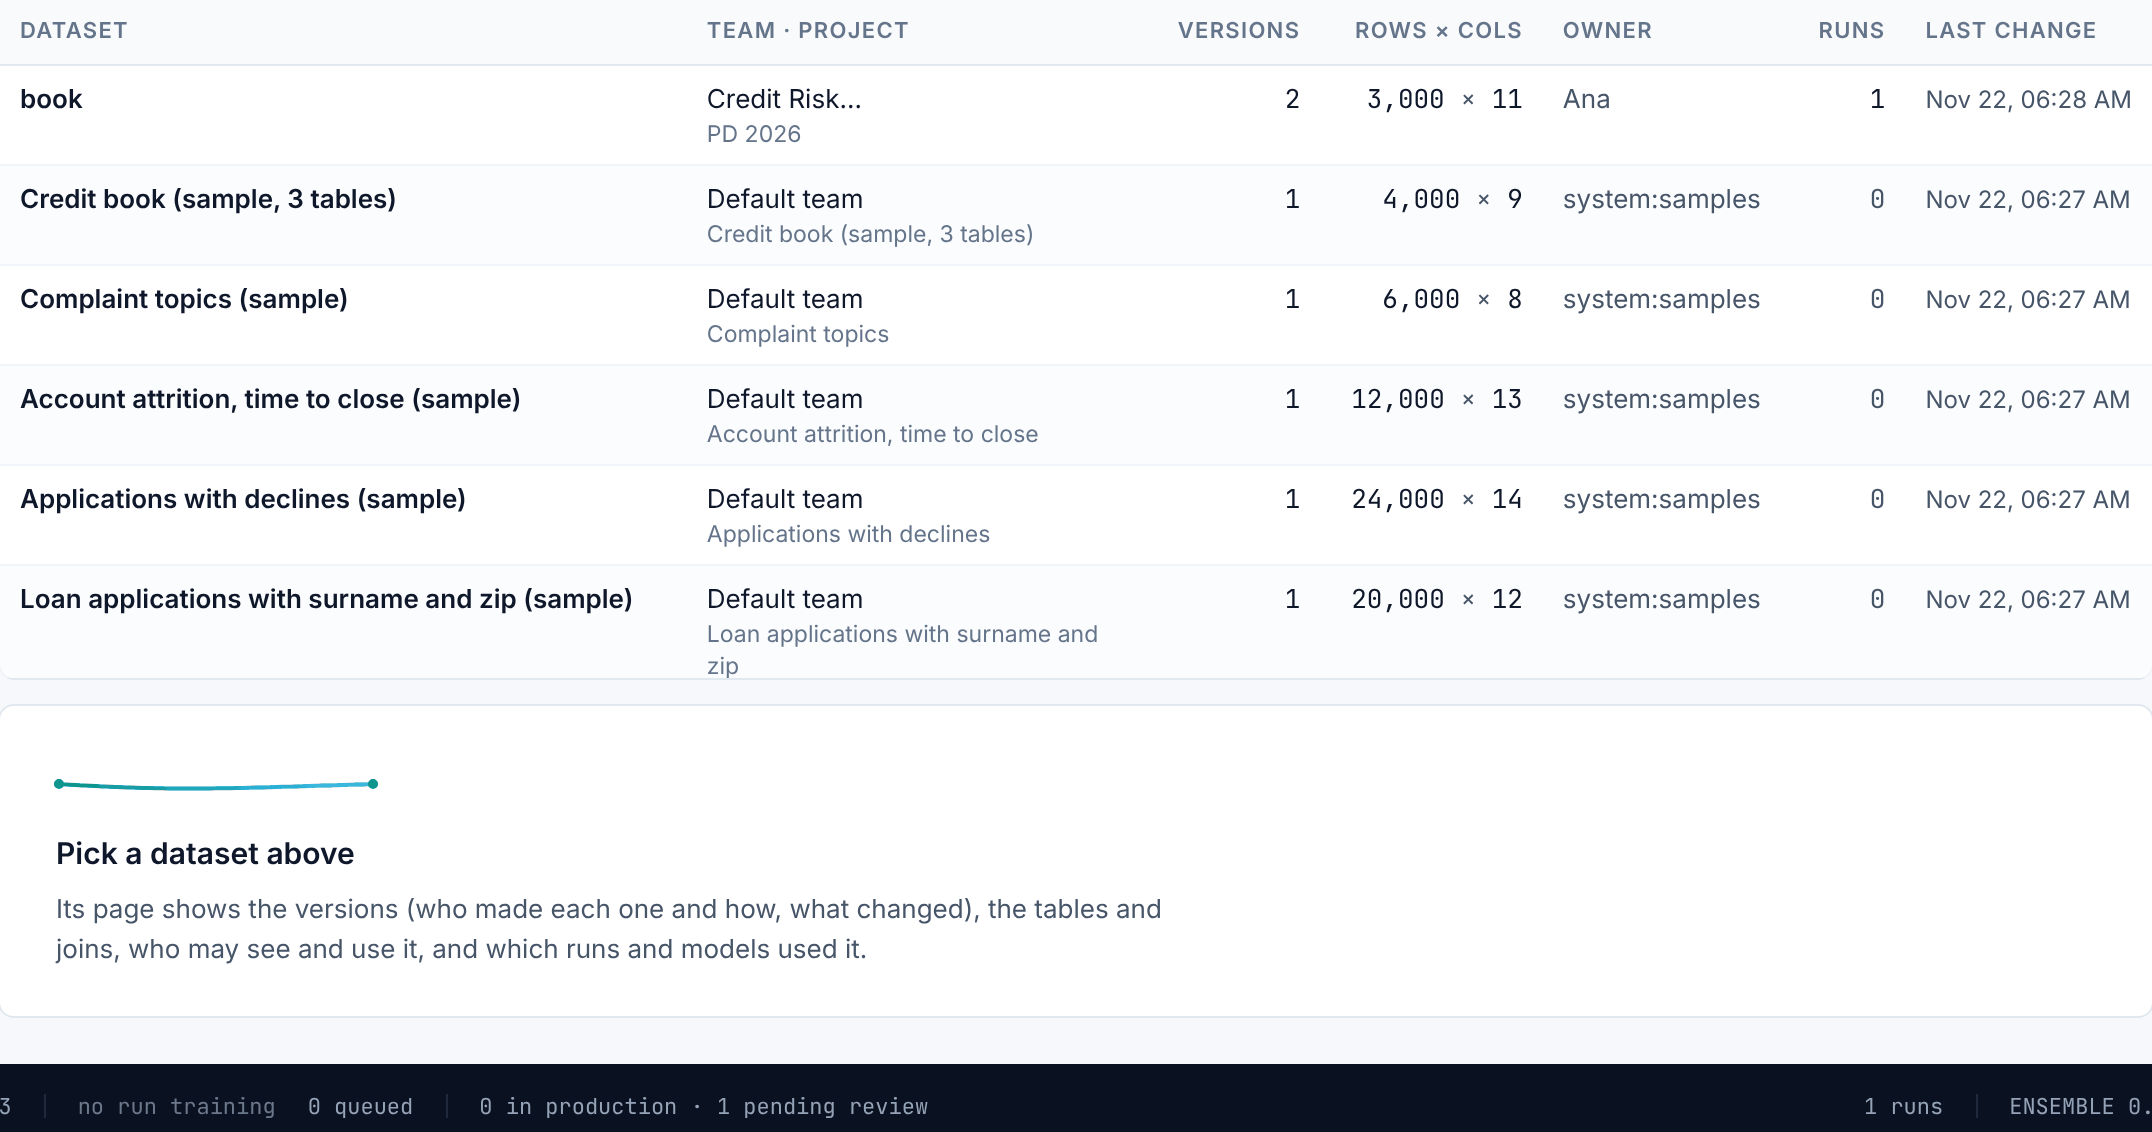 DATASET TEAM · PROJECT VERSIONS ROWS × COLS OWNER RUNS LAST CHANGE
book Credit Risk... 2 3,000 × 11 Ana 1 Nov 22, 06:28 AM
PD 2026
Credit book (sample, 3 tables) Default team 1 4,000 × 9 system:samples 0 Nov 22, 06:27 AM
Credit book (sample, 3 tables)
Complaint topics (sample) Default team 1 6,000 × 8 system:samples 0 Nov 22, 06:27 AM
Complaint topics
Account attrition, time to close (sample) Default team 1 12,000 × 13 system:samples 0 Nov 22, 06:27 AM
Account attrition, time to close
Applications with declines (sample) Default team 1 24,000 × 14 system:samples 0 Nov 22, 06:27 AM
Applications with declines
Loan applications with surname and zip (sample) Default team 1 20,000 × 12 system:samples 0 Nov 22, 06:27 AM
Loan applications with surname and
zip
Pick a dataset above
Its page shows the versions (who made each one and how, what changed), the tables and
joins, who may see and use it, and which runs and models used it.
3 no run training 0 queued 0 in production · 1 pending review 1 runs ENSEMBLE 0.